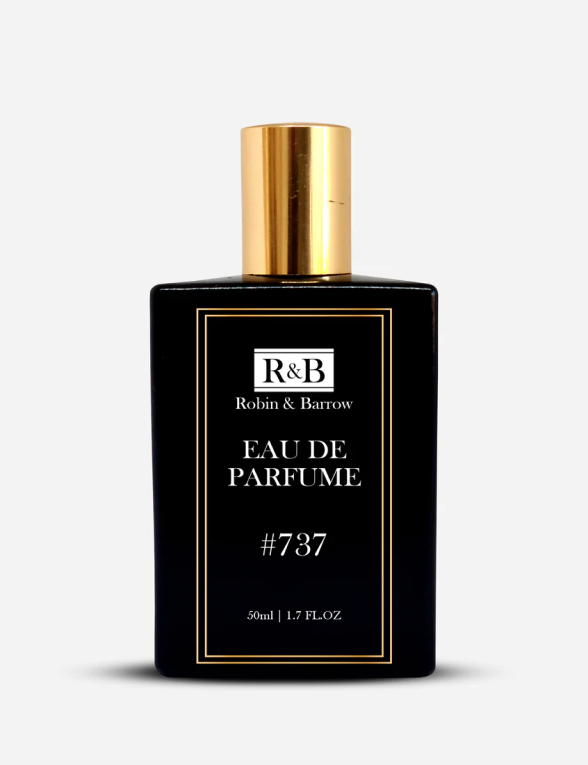 R&B
Robin & Barrow
EAU DE
PARFUME
#737
50ml | 1.7 FL.OZ